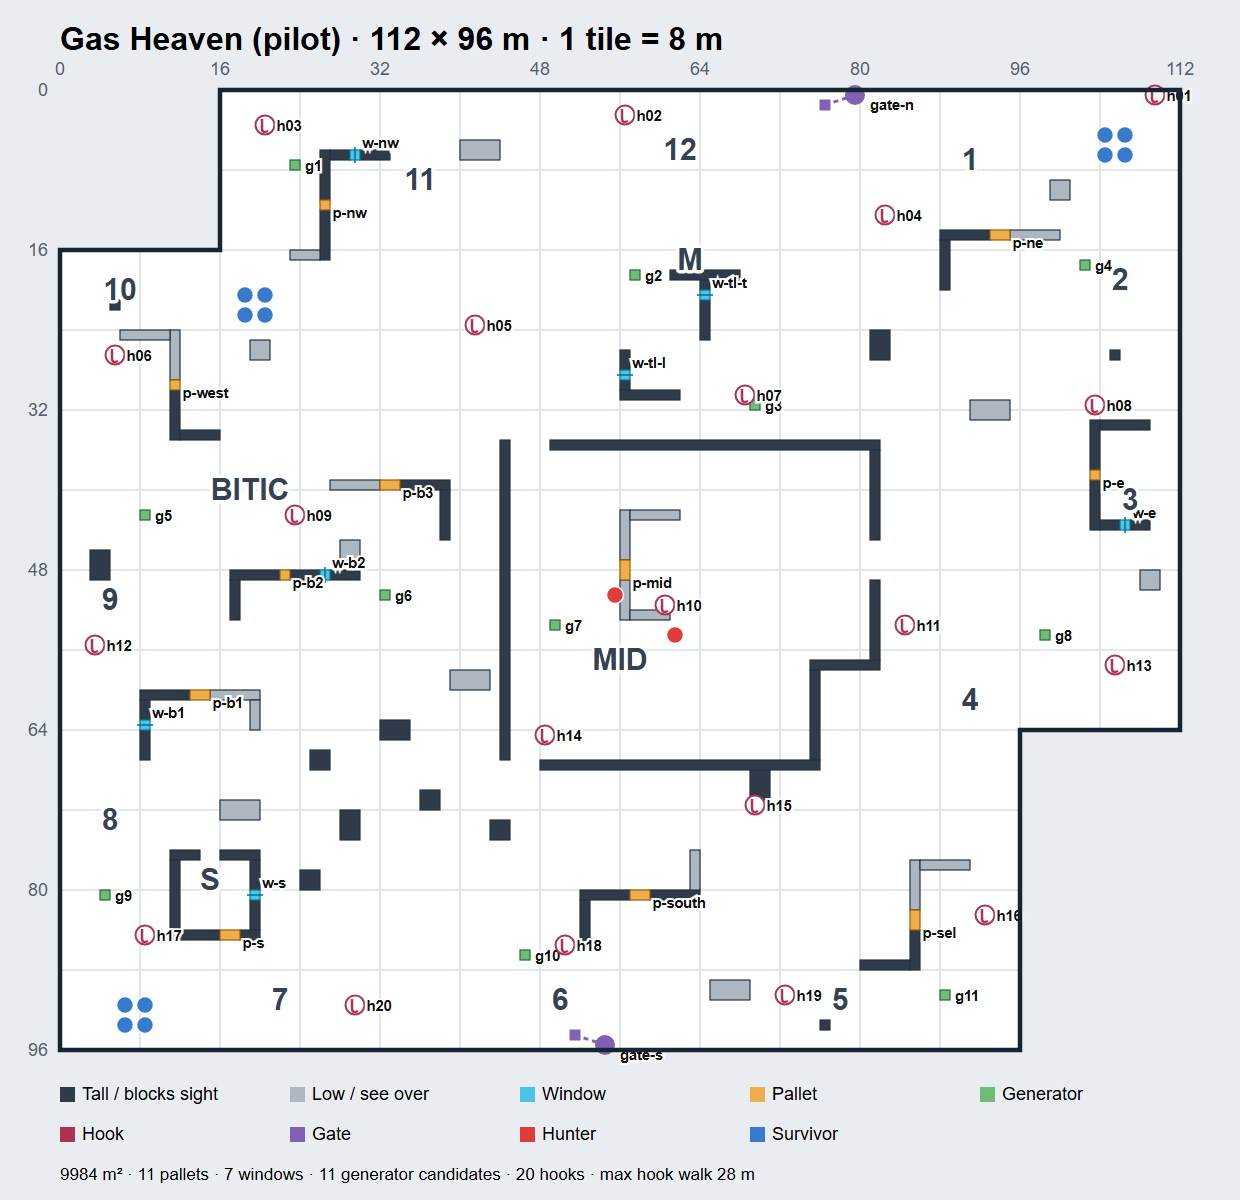 Gas Heaven (pilot) · 112 × 96 m · 1 tile = 8 m
0 16 32 48 64 80 96 112
0
h01
gate-n
h02
h03
w-nw
12
1
g1
11
p-nw
h04
p-ne
16
M
g4
2
g2
w-tl-t
10
h05
h06
w-tl-l
p-west
h07
g3
h08
32
p-e
BITIC
p-b3
3
w-e
g5
h09
48
w-b2
p-b2
p-mid
9
g6
h10
g7
h11
g8
h12
MID
h13
p-b1
4
w-b1
64
h14
h15
8
S
w-s
80
g9
p-south
h16
h17
p-s
p-sel
h18
g10
7
6
h19
5
g11
h20
96
gate-s
Tall / blocks sight
Low / see over
Window
Pallet
Generator
Hook
Gate
Hunter
Survivor
9984 m² · 11 pallets · 7 windows · 11 generator candidates · 20 hooks · max hook walk 28 m